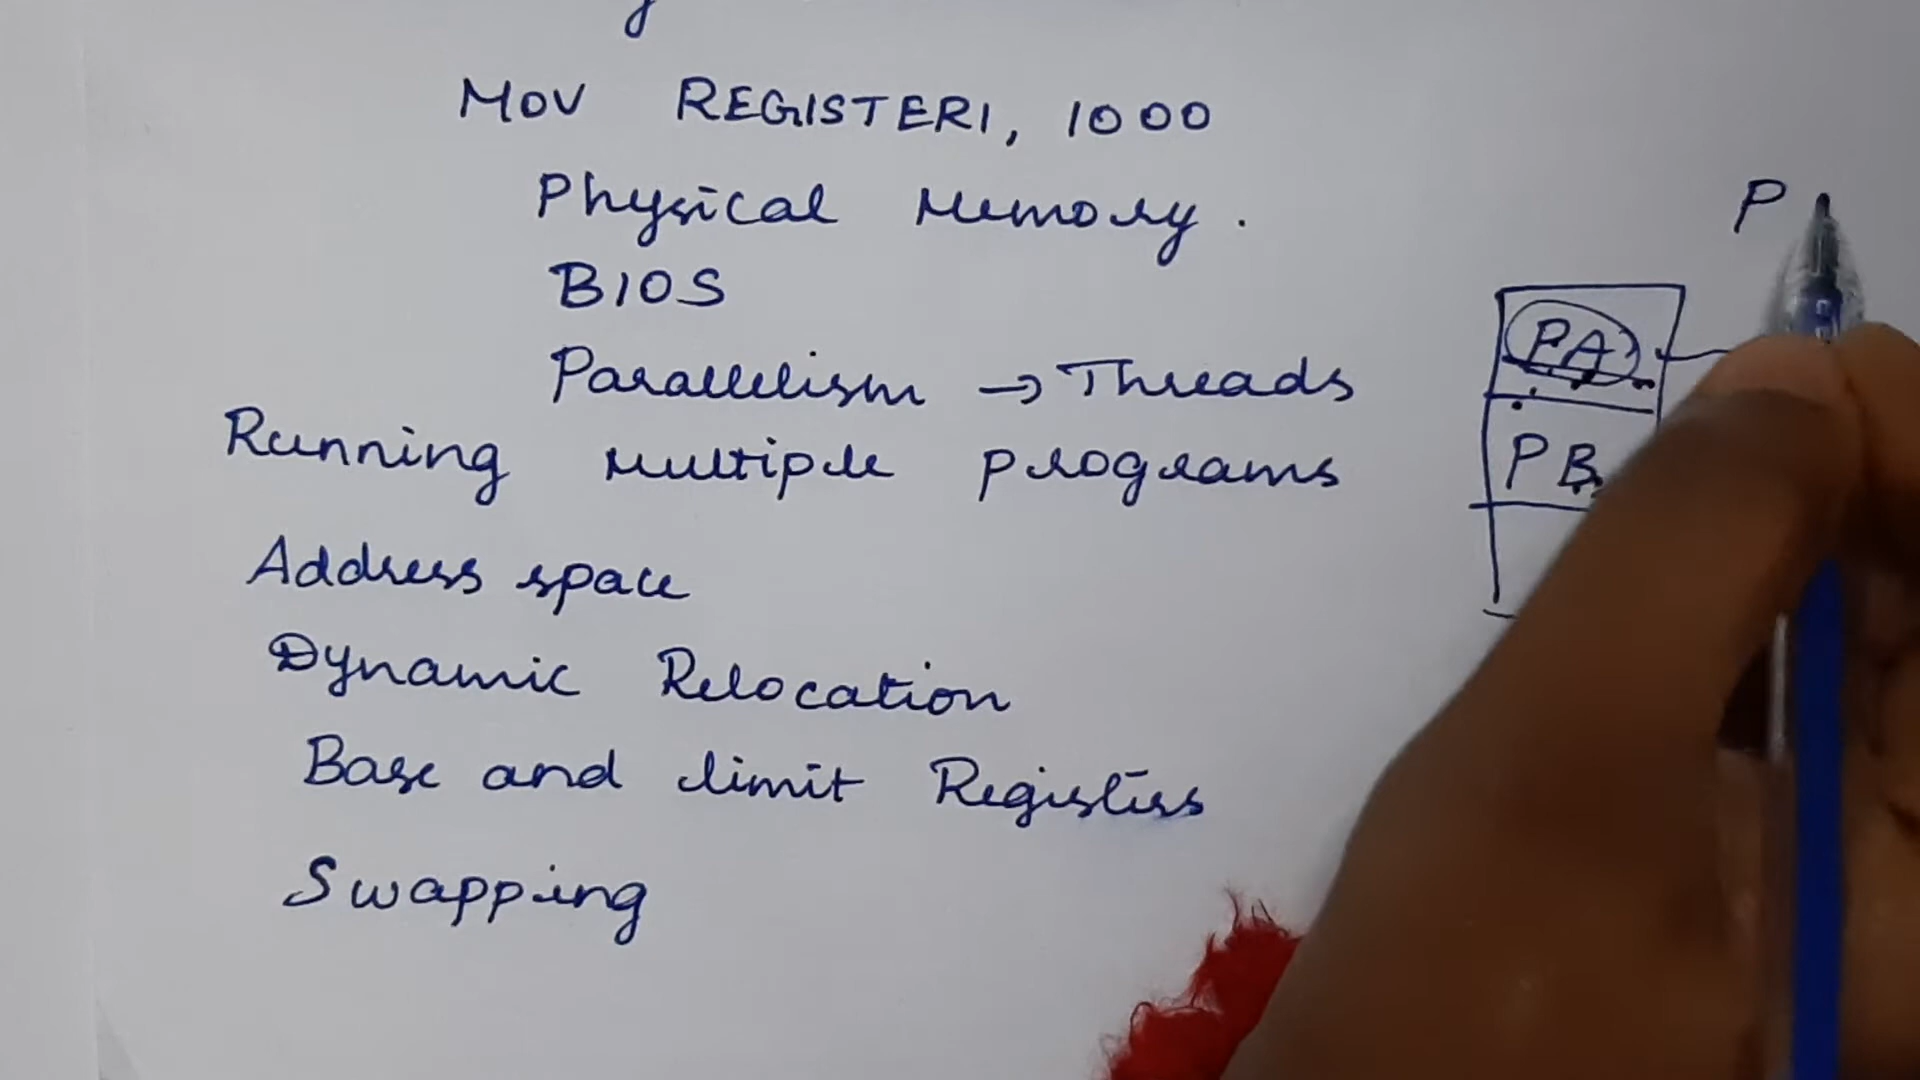 MOV REGISTER1, 1000
Physical Memory.
BIOS
Parallelism → Threads
Running multiple programs
Address space
Dynamic Relocation
Base and limit Registers
Swapping
P
PA
PB